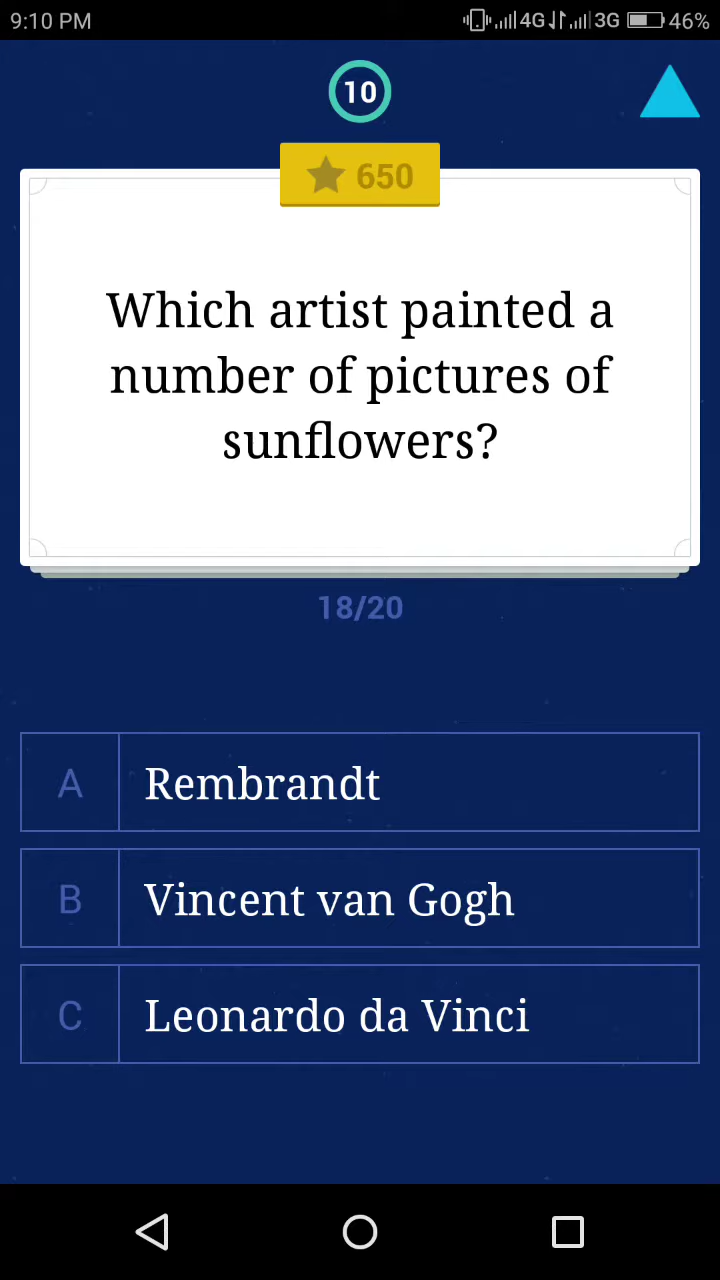 9:10 PM 4G 3G 46%
10
650
Which artist painted a
number of pictures of
sunflowers?
18/20
A Rembrandt
B Vincent van Gogh
C Leonardo da Vinci